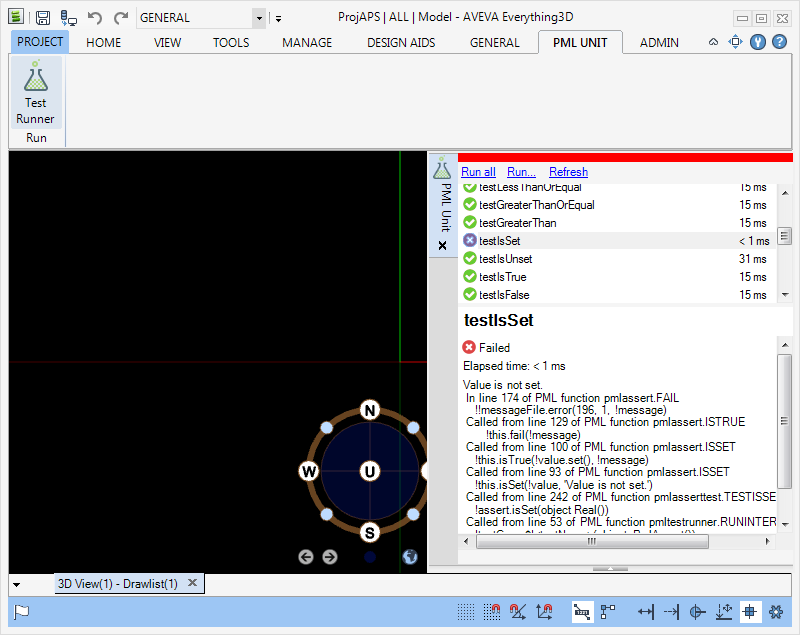 GENERAL
ProjAPS | ALL | Model - AVEVA Everything3D
PROJECT HOME VIEW TOOLS MANAGE DESIGN AIDS GENERAL PML UNIT ADMIN
Test
Runner
Run
PML Unit
Run all Run... Refresh
testLessThanOrEqual 15 ms
testGreaterThanOrEqual 15 ms
testGreaterThan 15 ms
testIsSet < 1 ms
testIsUnset 31 ms
testIsTrue 15 ms
testIsFalse 15 ms
testIsSet
Failed
Elapsed time: < 1 ms
Value is not set.
In line 174 of PML function pmlassert.FAIL
!!messageFile.error(196, 1, !message)
Called from line 129 of PML function pmlassert.ISTRUE
!this.fail(!message)
Called from line 100 of PML function pmlassert.ISSET
!this.isTrue(!value.set(), !message)
Called from line 93 of PML function pmlassert.ISSET
!this.isSet(!value, 'Value is not set.')
Called from line 242 of PML function pmlasserttest.TESTISSE
!assert.isSet(object Real())
Called from line 53 of PML function pmltestrunner.RUNINTER
N
W
U
S
3D View(1) - Drawlist(1)